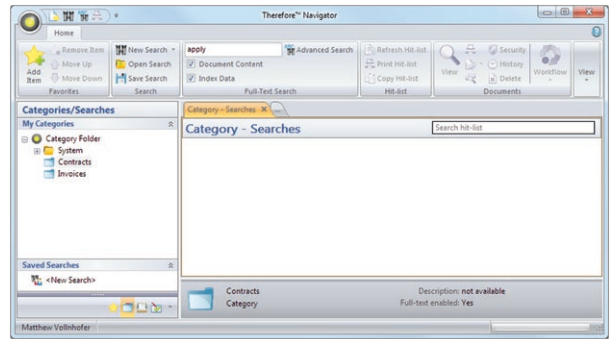 Therefore™ Navigator
Home
Add Item
Remove Item
Move Up
Move Down
Favorites
New Search
Open Search
Save Search
Search
apply
Advanced Search
Document Content
Index Data
Full-Text Search
Refresh Hit-list
Print Hit-list
Copy Hit-list
Hit-list
View
Security
History
Delete
Documents
Workflow
View
Categories/Searches
My Categories
Category Folder
System
Contracts
Invoices
Saved Searches
<New Search>
Category - Searches
Category - Searches
Search hit-list
Contracts
Category
Description: not available
Full-text enabled: Yes
Matthew Vollnhofer